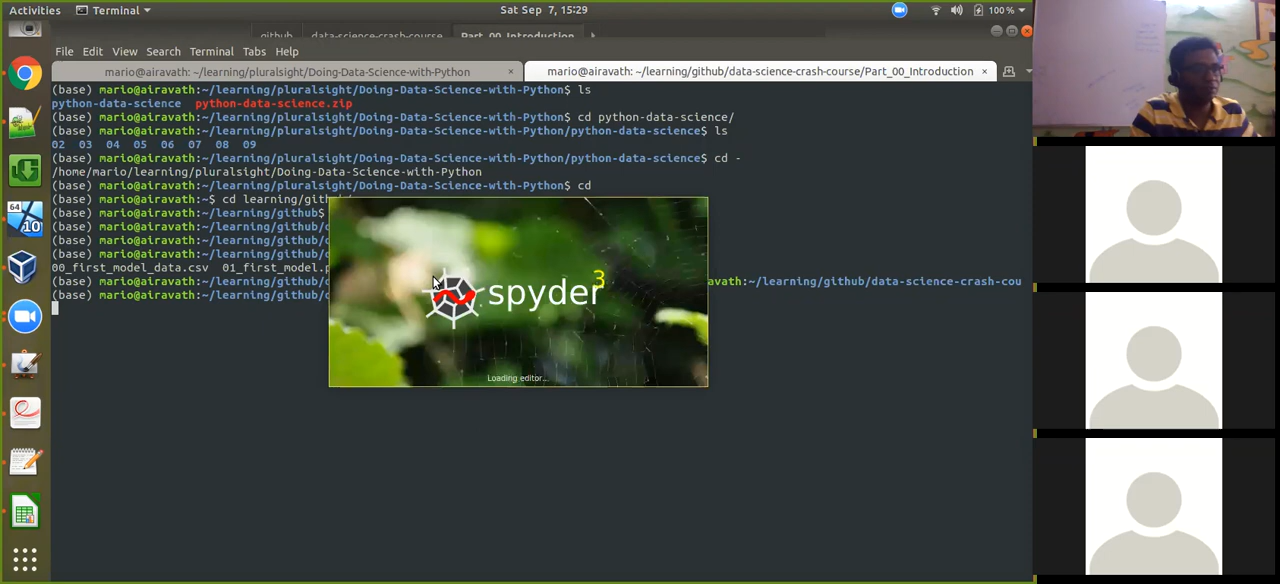 Activities Terminal Sat Sep 7, 15:29 100 %
github data-science-crash-course Part_00_Introduction
File Edit View Search Terminal Tabs Help
mario@airavath: ~/learning/pluralsight/Doing-Data-Science-with-Python × mario@airavath: ~/learning/github/data-science-crash-course/Part_00_Introduction ×
(base) mario@airavath:~/learning/pluralsight/Doing-Data-Science-with-Python$ ls
python-data-science python-data-science.zip
(base) mario@airavath:~/learning/pluralsight/Doing-Data-Science-with-Python$ cd python-data-science/
(base) mario@airavath:~/learning/pluralsight/Doing-Data-Science-with-Python/python-data-science$ ls
02 03 04 05 06 07 08 09
(base) mario@airavath:~/learning/pluralsight/Doing-Data-Science-with-Python/python-data-science$ cd -
/home/mario/learning/pluralsight/Doing-Data-Science-with-Python
(base) mario@airavath:~/learning/pluralsight/Doing-Data-Science-with-Python$ cd
(base) mario@airavath:~$ cd learning/github/
(base) mario@airavath:~/learning/github$
(base) mario@airavath:~/learning/github/
(base) mario@airavath:~/learning/github/
(base) mario@airavath:~/learning/github/
00_first_model_data.csv 01_first_model.p
(base) mario@airavath:~/learning/github/ avath:~/learning/github/data-science-crash-cou
(base) mario@airavath:~/learning/github/
spyder 3
Loading editor...
64
10